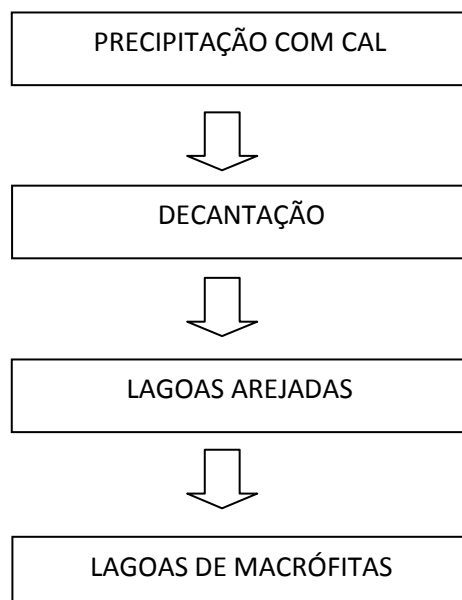 PRECIPITAÇÃO COM CAL
DECANTAÇÃO
LAGOAS AREJADAS
LAGOAS DE MACRÓFITAS